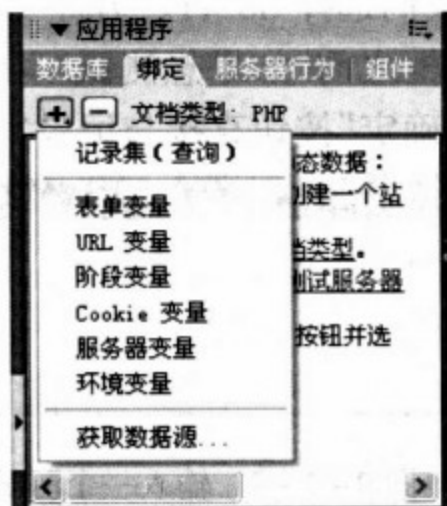 应用程序
数据库 绑定 服务器行为 组件
文档类型: PHP
记录集(查询)
态态数据:
表单变量
创建一个站
URL 变量
档类型.
阶段变量
测试服务器
Cookie 变量
服务器变量
按钮并选
环境变量
获取数据源...